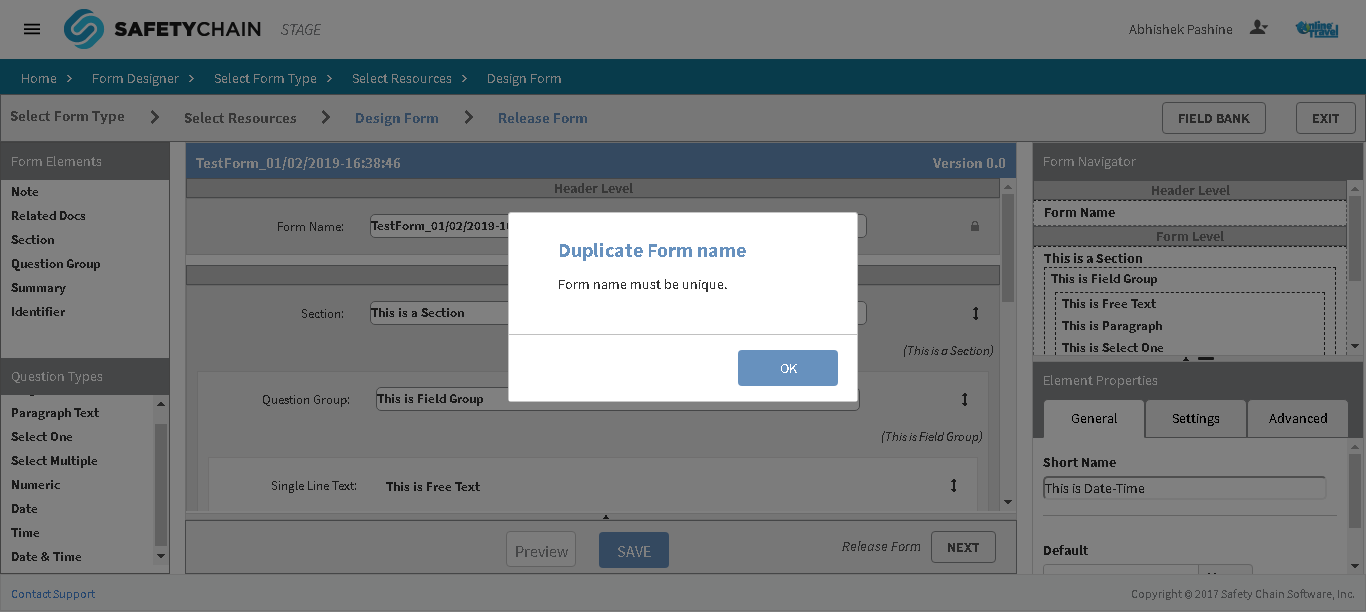 SAFETYCHAIN STAGE
Abhishek Pashine
Online Travel
Home > Form Designer > Select Form Type > Select Resources > Design Form
Select Form Type > Select Resources > Design Form > Release Form
FIELD BANK
EXIT
Form Elements
Note
Related Docs
Section
Question Group
Summary
Identifier
Question Types
Paragraph Text
Select One
Select Multiple
Numeric
Date
Time
Date & Time
TestForm_01/02/2019-16:38:46
Version 0.0
Header Level
Form Name:
TestForm_01/02/2019-1
Section:
This is a Section
(This is a Section)
Question Group:
This is Field Group
(This is Field Group)
Single Line Text:
This is Free Text
Duplicate Form name
Form name must be unique.
OK
Preview
SAVE
Release Form
NEXT
Form Navigator
Header Level
Form Name
Form Level
This is a Section
This is Field Group
This is Free Text
This is Paragraph
This is Select One
Element Properties
General
Settings
Advanced
Short Name
This is Date-Time
Default
Contact Support
Copyright © 2017 Safety Chain Software, Inc.